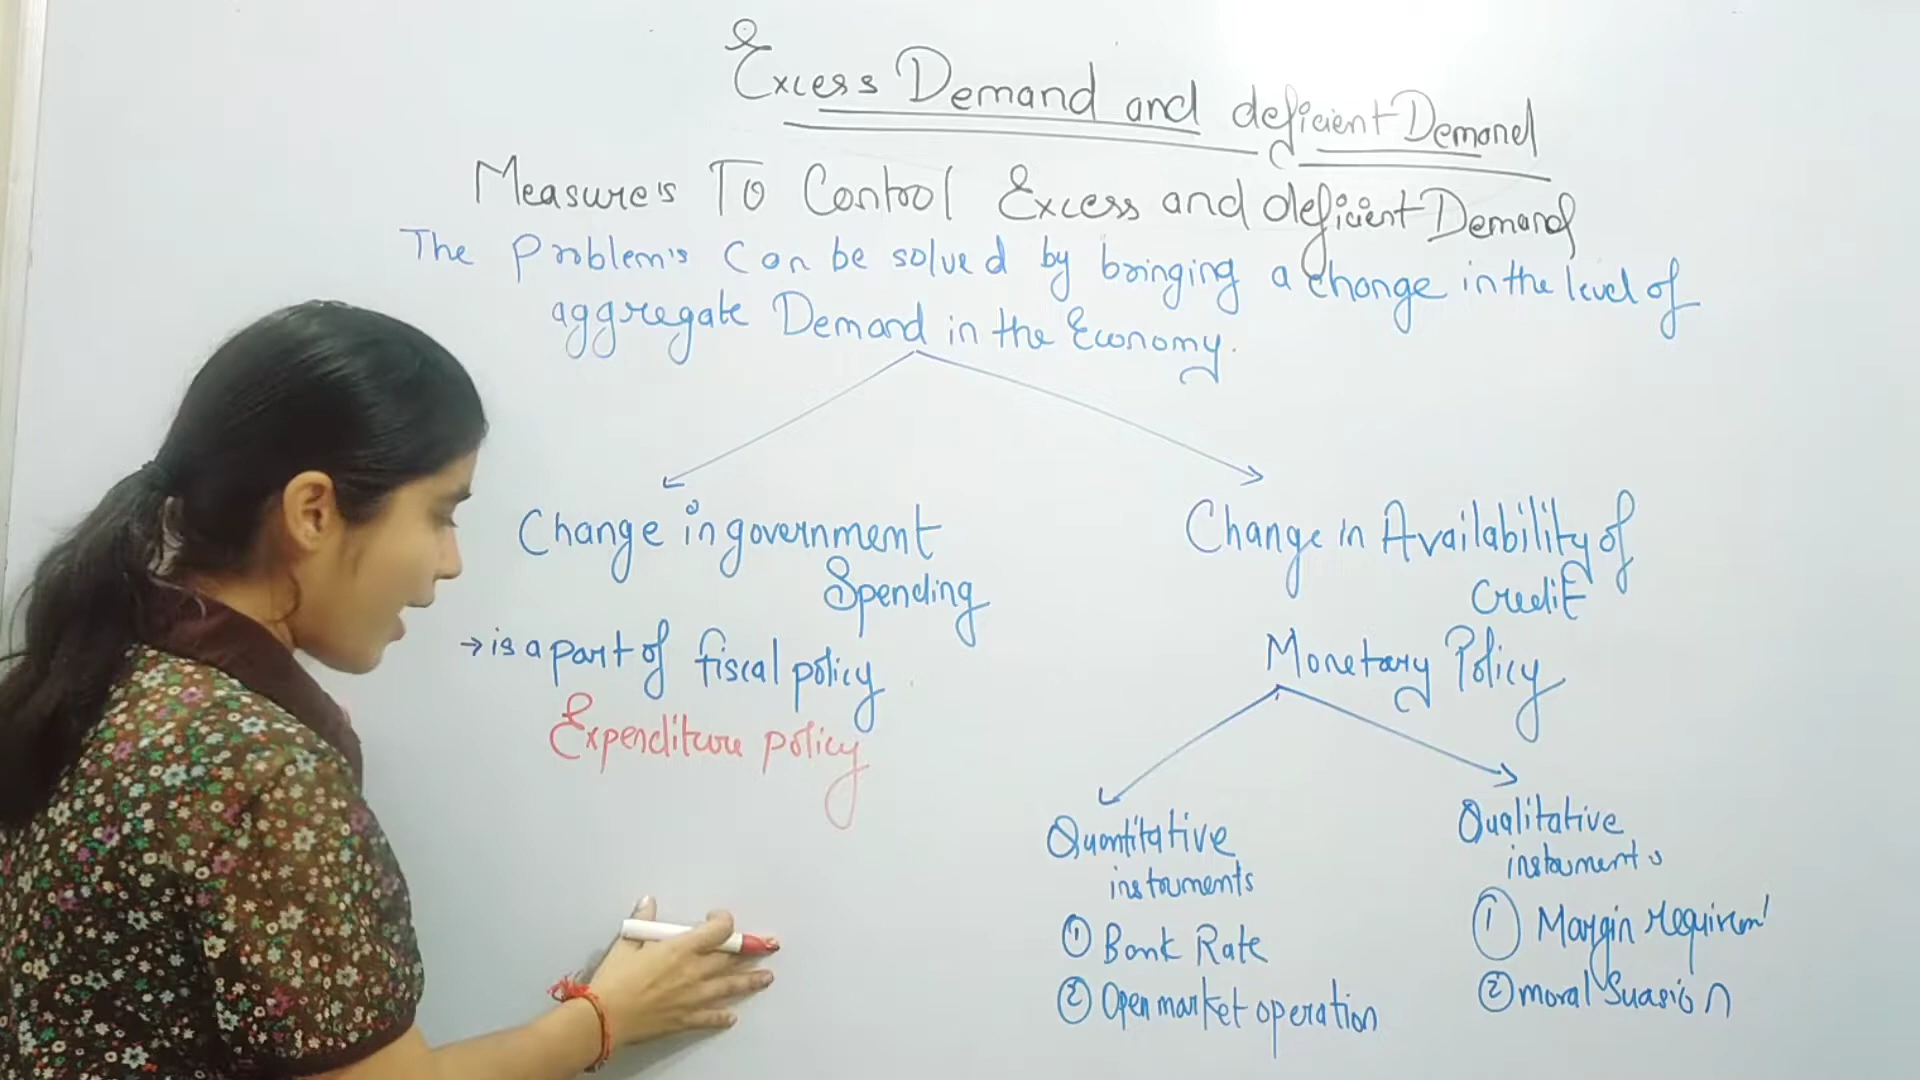 Excess Demand and deficient Demand
Measure's To Control Excess and deficient Demand
The Problem's Can be solved by bringing a change in the level of
aggregate Demand in the Economy.
Change in government
Spending
→ is a part of fiscal policy
Expenditure policy
Change in Availability of
Credit
Monetary Policy
Quantitative
instruments
① Bank Rate
② Open market operation
Qualitative
instruments
① Margin requirem
② moral Suasion